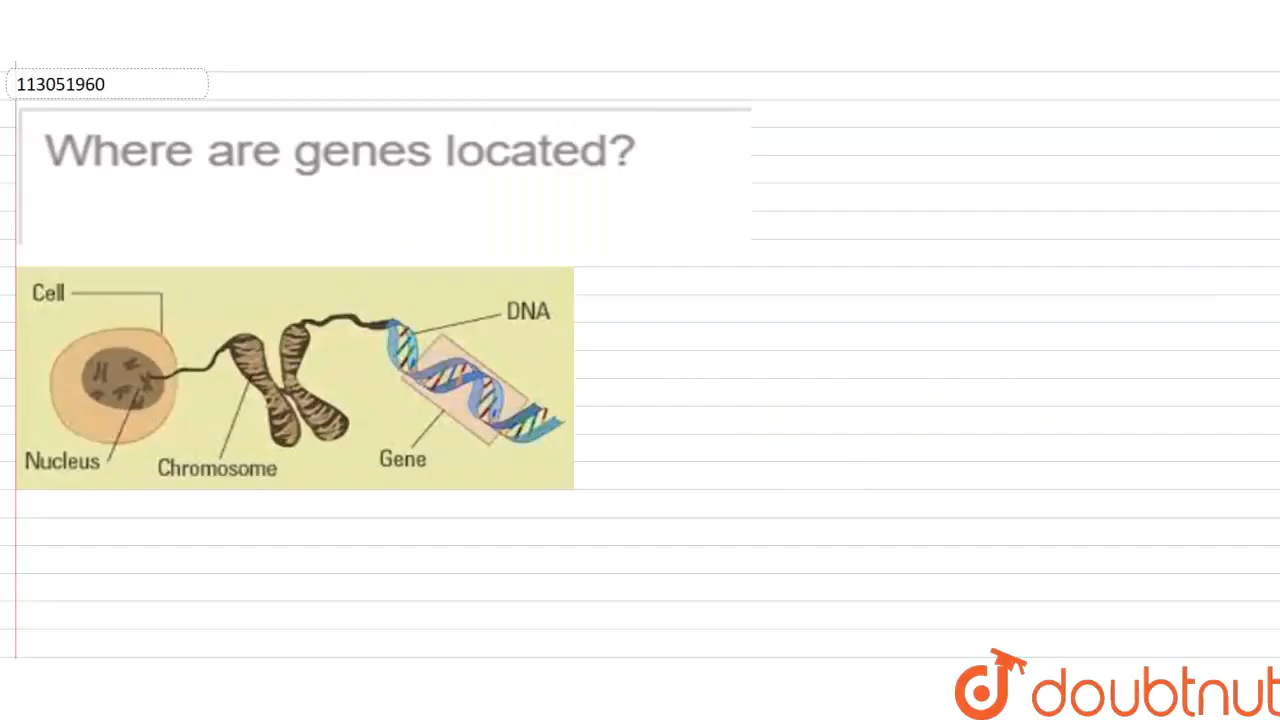 113051960
Where are genes located?
Cell
DNA
Nucleus
Chromosome
Gene
doubtnut